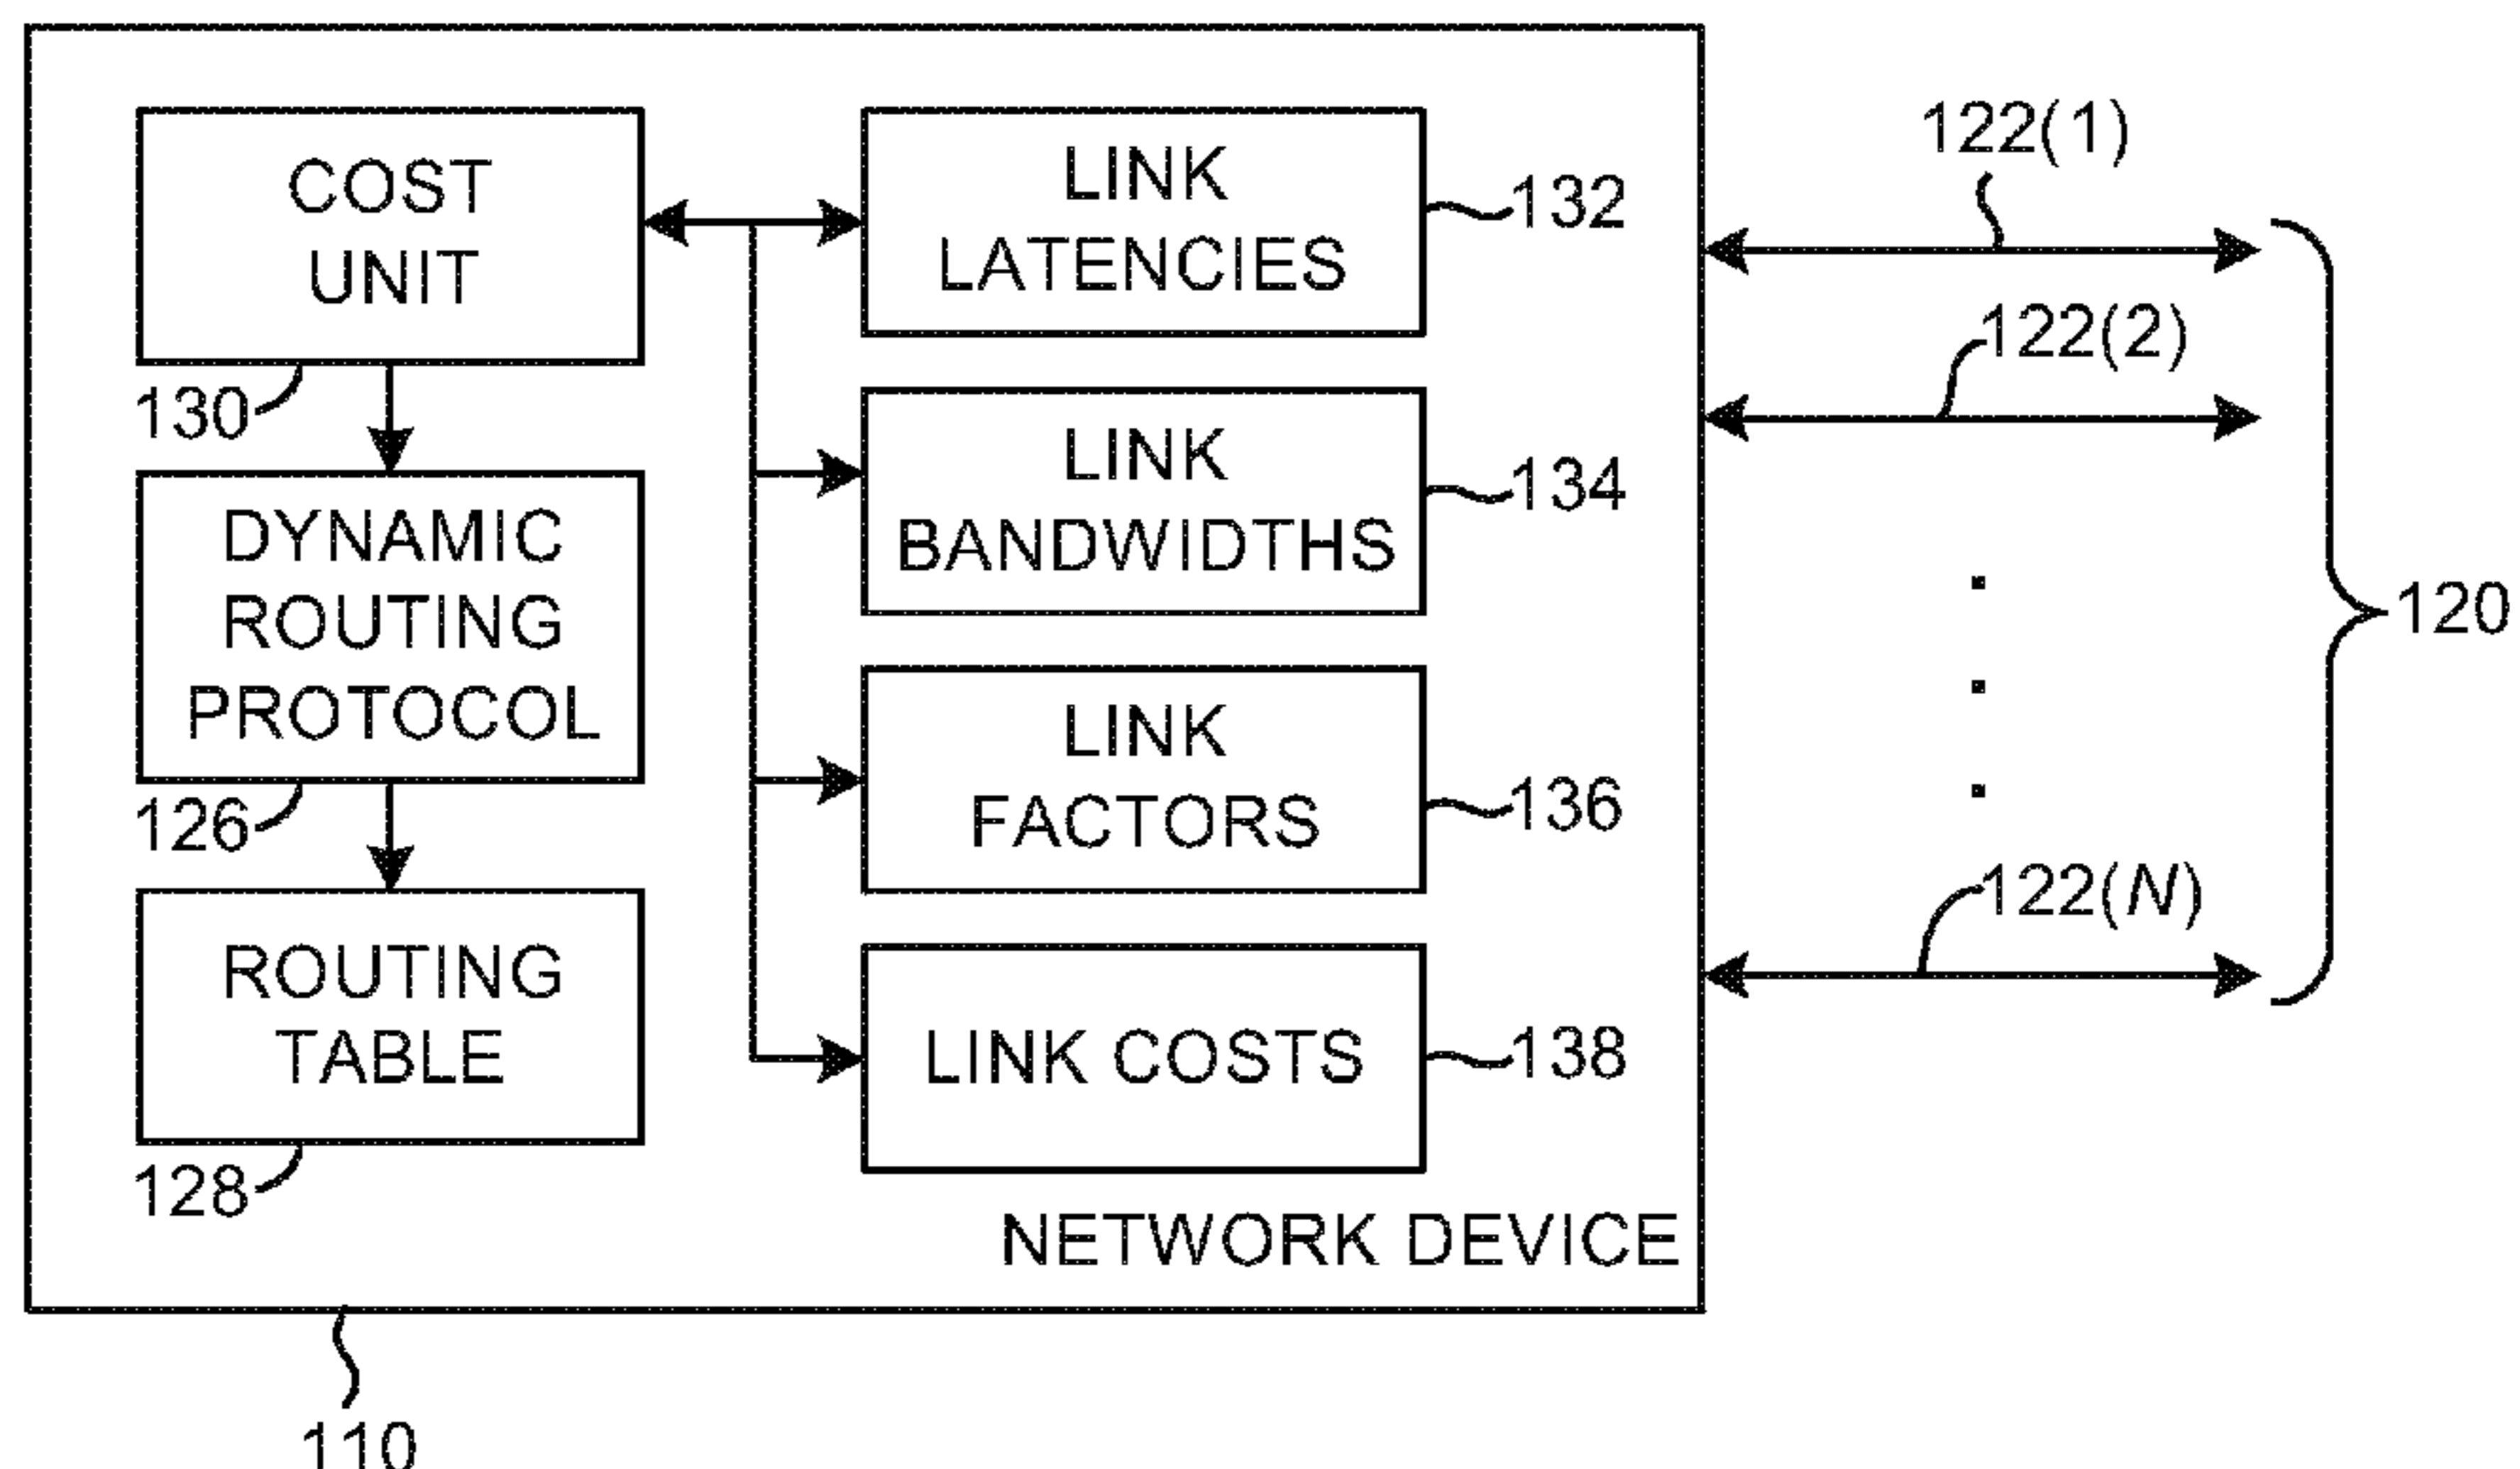 COST
UNIT
130
DYNAMIC
ROUTING
PROTOCOL
126
ROUTING
TABLE
128
LINK
LATENCIES
132
LINK
BANDWIDTHS
134
LINK
FACTORS
136
LINK COSTS
138
NETWORK DEVICE
110
122(1)
122(2)
122(N)
120